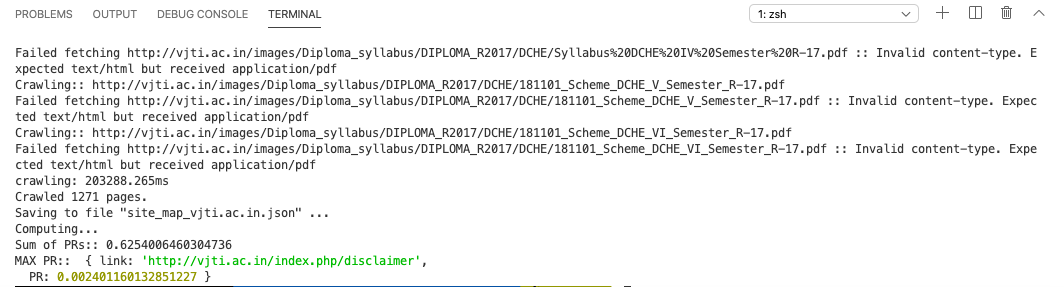 PROBLEMS OUTPUT DEBUG CONSOLE TERMINAL 1: zsh
Failed fetching http://vjti.ac.in/images/Diploma_syllabus/DIPLOMA_R2017/DCHE/Syllabus%20DCHE%20IV%20Semester%20R-17.pdf :: Invalid content-type. E
xpected text/html but received application/pdf
Crawling:: http://vjti.ac.in/images/Diploma_syllabus/DIPLOMA_R2017/DCHE/181101_Scheme_DCHE_V_Semester_R-17.pdf
Failed fetching http://vjti.ac.in/images/Diploma_syllabus/DIPLOMA_R2017/DCHE/181101_Scheme_DCHE_V_Semester_R-17.pdf :: Invalid content-type. Expec
ted text/html but received application/pdf
Crawling:: http://vjti.ac.in/images/Diploma_syllabus/DIPLOMA_R2017/DCHE/181101_Scheme_DCHE_VI_Semester_R-17.pdf
Failed fetching http://vjti.ac.in/images/Diploma_syllabus/DIPLOMA_R2017/DCHE/181101_Scheme_DCHE_VI_Semester_R-17.pdf :: Invalid content-type. Expe
cted text/html but received application/pdf
crawling: 203288.265ms
Crawled 1271 pages.
Saving to file "site_map_vjti.ac.in.json" ...
Computing...
Sum of PRs:: 0.6254006460304736
MAX PR::  { link: 'http://vjti.ac.in/index.php/disclaimer',
  PR: 0.002401160132851227 }